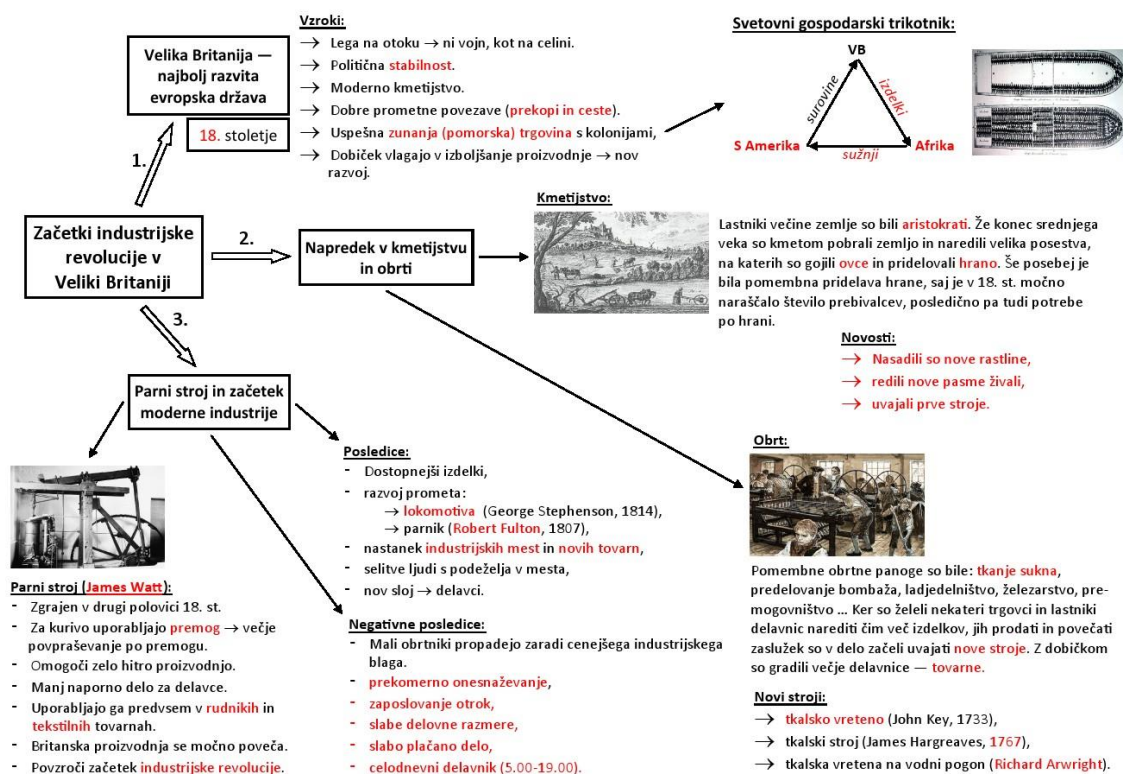 Velika Britanija —
najbolj razvita
evropska država
18. stoletje
1.
Vzroki:
→ Lega na otoku → ni vojn, kot na celini.
→ Politična stabilnost.
→ Moderno kmetijstvo.
→ Dobre prometne povezave (prekopi in ceste).
→ Uspešna zunanja (pomorska) trgovina s kolonijami,
→ Dobiček vlagajo v izboljšanje proizvodnje → nov
razvoj.
Svetovni gospodarski trikotnik:
VB
surovine
izdelki
S Amerika
sužnji
Afrika
Začetki industrijske
revolucije v
Veliki Britaniji
2.
Napredek v kmetijstvu
in obrti
Kmetijstvo:
Lastniki večine zemlje so bili aristokrati. Že konec srednjega
veka so kmetom pobrali zemljo in naredili velika posestva,
na katerih so gojili ovce in pridelovali hrano. Še posebej je
bila pomembna pridelava hrane, saj je v 18. st. močno
naraščalo število prebivalcev, posledično pa tudi potrebe
po hrani.
Novosti:
→ Nasadili so nove rastline,
→ redili nove pasme živali,
→ uvajali prve stroje.
3.
Parni stroj in začetek
moderne industrije
Parni stroj (James Watt):
- Zgrajen v drugi polovici 18. st.
- Za kurivo uporabljajo premog → večje
povpraševanje po premogu.
- Omogoči zelo hitro proizvodnjo.
- Manj naporno delo za delavce.
- Uporabljajo ga predvsem v rudnikih in
tekstilnih tovarnah.
- Britanska proizvodnja se močno poveča.
- Povzroči začetek industrijske revolucije.
Posledice:
- Dostopnejši izdelki,
- razvoj prometa:
→ lokomotiva (George Stephenson, 1814),
→ parnik (Robert Fulton, 1807),
- nastanek industrijskih mest in novih tovarn,
- selitve ljudi s podeželja v mesta,
- nov sloj → delavci.
Negativne posledice:
- Mali obrtniki propadejo zaradi cenejšega industrijskega
blaga.
- prekomerno onesnaževanje,
- zaposlovanje otrok,
- slabe delovne razmere,
- slabo plačano delo,
- celodnevni delavnik (5.00-19.00).
Obrt:
Pomembne obrtne panoge so bile: tkanje sukna,
predelovanje bombaža, ladjedelništvo, železarstvo, pre-
mogovništvo ... Ker so želeli nekateri trgovci in lastniki
delavnic narediti čim več izdelkov, jih prodati in povečati
zaslužek so v delo začeli uvajati nove stroje. Z dobičkom
so gradili večje delavnice — tovarne.
Novi stroji:
→ tkalsko vreteno (John Key, 1733),
→ tkalski stroj (James Hargreaves, 1767),
→ tkalska vretena na vodni pogon (Richard Arwright).